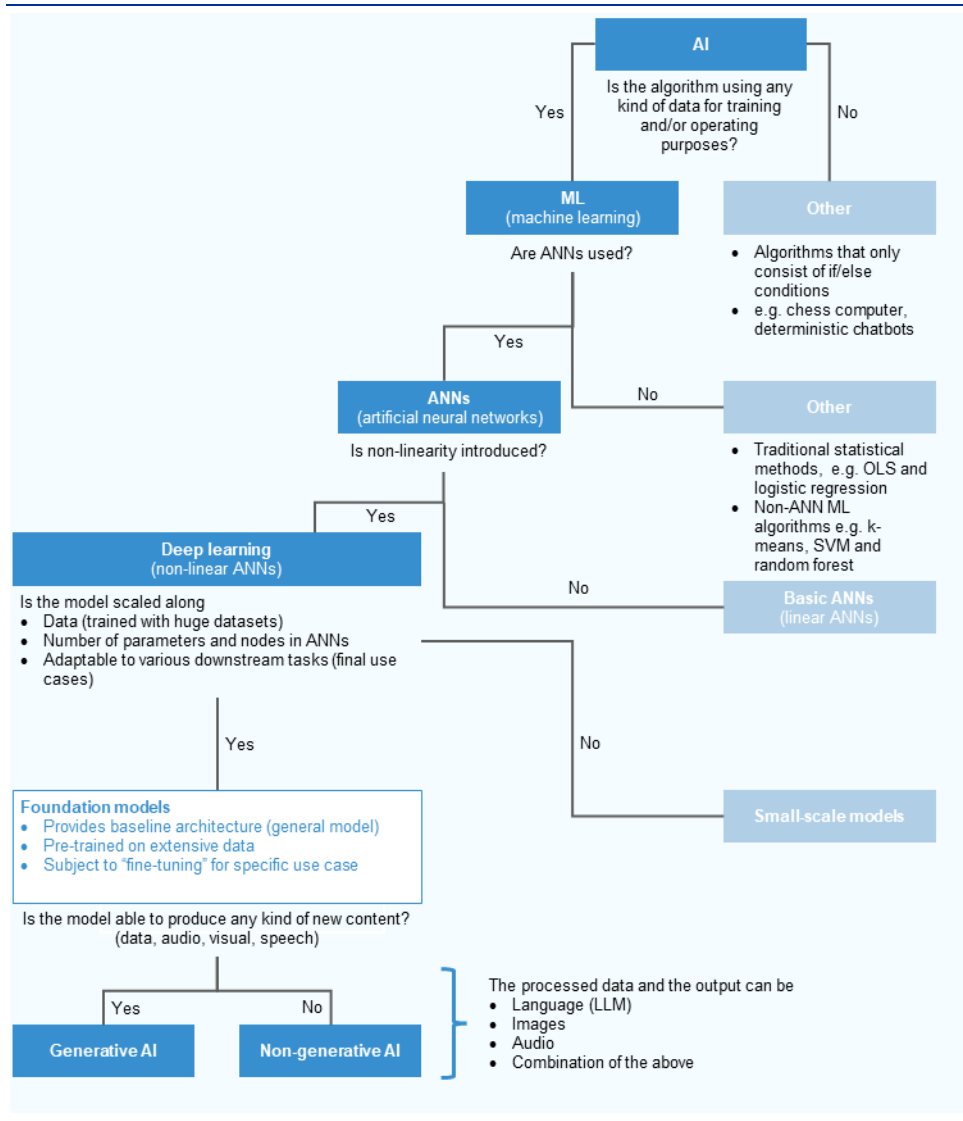 AI
Is the algorithm using any
kind of data for training
and/or operating
purposes?
Yes
No
ML
(machine learning)
Are ANNs used?
Other
• Algorithms that only
consist of if/else
conditions
• e.g. chess computer,
deterministic chatbots
Yes
No
ANNs
(artificial neural networks)
Is non-linearity introduced?
Other
• Traditional statistical
methods, e.g. OLS and
logistic regression
• Non-ANN ML
algorithms e.g. k-
means, SVM and
random forest
Yes
No
Deep learning
(non-linear ANNs)
Basic ANNs
(linear ANNs)
Is the model scaled along
• Data (trained with huge datasets)
• Number of parameters and nodes in ANNs
• Adaptable to various downstream tasks (final use
cases)
Yes
No
Foundation models
• Provides baseline architecture (general model)
• Pre-trained on extensive data
• Subject to “fine-tuning” for specific use case
Small-scale models
Is the model able to produce any kind of new content?
(data, audio, visual, speech)
Yes
No
Generative AI
Non-generative AI
The processed data and the output can be
• Language (LLM)
• Images
• Audio
• Combination of the above